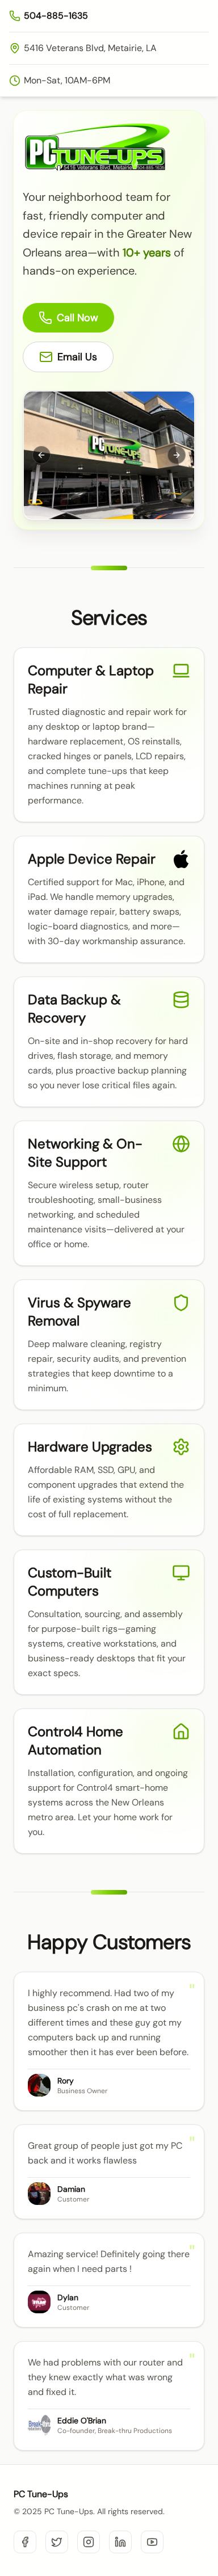 504-885-1635
5416 Veterans Blvd, Metairie, LA
Mon-Sat, 10AM-6PM
PC TUNE-UPS
5416 Veterans Blvd, Metairie
Your neighborhood team for
fast, friendly computer and
device repair in the Greater New
Orleans area—with 10+ years of
hands-on experience.
Call Now
Email Us
PC TUNE-UPS
Services
Computer & Laptop
Repair
Trusted diagnostic and repair work for
any desktop or laptop brand—
hardware replacement, OS reinstalls,
cracked hinges or panels, LCD repairs,
and complete tune-ups that keep
machines running at peak
performance.
Apple Device Repair
Certified support for Mac, iPhone, and
iPad. We handle memory upgrades,
water damage repair, battery swaps,
logic-board diagnostics, and more—
with 30-day workmanship assurance.
Data Backup &
Recovery
On-site and in-shop recovery for hard
drives, flash storage, and memory
cards, plus proactive backup planning
so you never lose critical files again.
Networking & On-
Site Support
Secure wireless setup, router
troubleshooting, small-business
networking, and scheduled
maintenance visits—delivered at your
office or home.
Virus & Spyware
Removal
Deep malware cleaning, registry
repair, security audits, and prevention
strategies that keep downtime to a
minimum.
Hardware Upgrades
Affordable RAM, SSD, GPU, and
component upgrades that extend the
life of existing systems without the
cost of full replacement.
Custom-Built
Computers
Consultation, sourcing, and assembly
for purpose-built rigs—gaming
systems, creative workstations, and
business-ready desktops that fit your
exact specs.
Control4 Home
Automation
Installation, configuration, and ongoing
support for Control4 smart-home
systems across the New Orleans
metro area. Let your home work for
you.
Happy Customers
"
I highly recommend. Had two of my
business pc's crash on me at two
different times and these guy got my
computers back up and running
smoother then it has ever been before.
Rory
Business Owner
"
Great group of people just got my PC
back and it works flawless
Damian
Customer
"
Amazing service! Definitely going there
again when I need parts !
Dylan
Customer
"
We had problems with our router and
they knew exactly what was wrong
and fixed it.
Eddie O'Brian
Co-founder, Break-thru Productions
PC Tune-Ups
© 2025 PC Tune-Ups. All rights reserved.